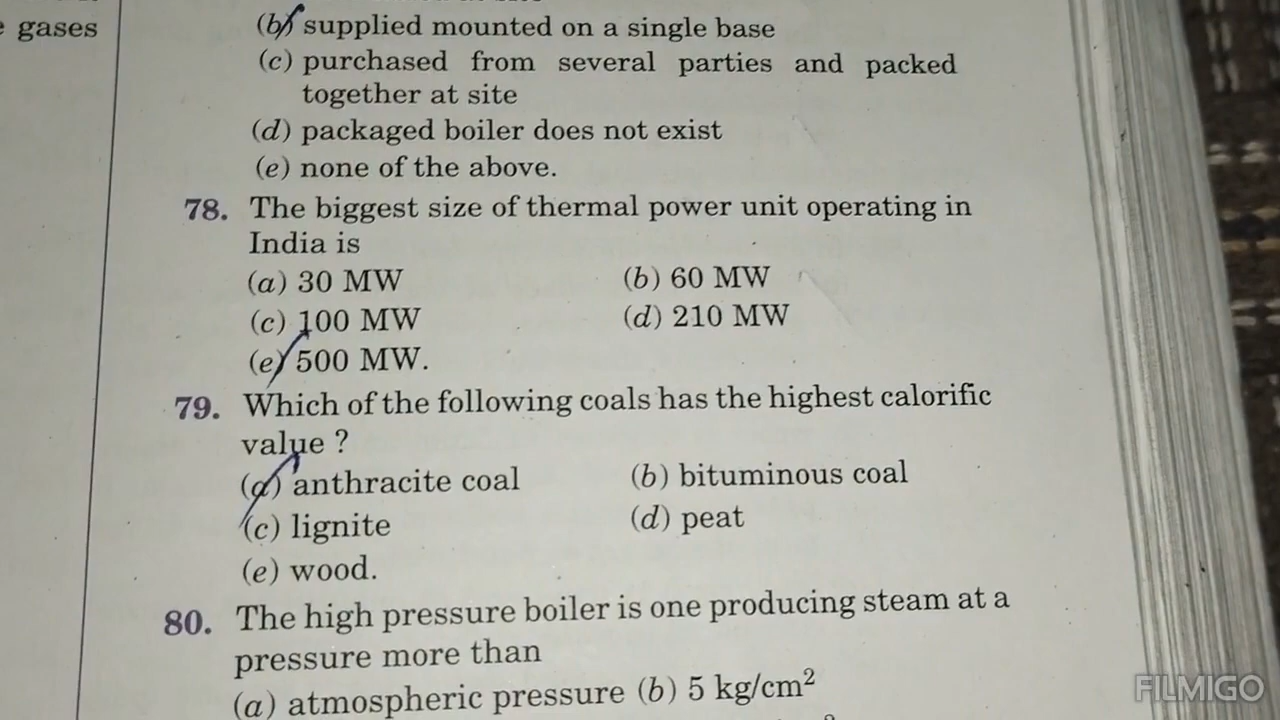 gases
(b) supplied mounted on a single base
(c) purchased from several parties and packed
together at site
(d) packaged boiler does not exist
(e) none of the above.
78. The biggest size of thermal power unit operating in
India is
(a) 30 MW (b) 60 MW
(c) 100 MW (d) 210 MW
(e) 500 MW.
79. Which of the following coals has the highest calorific
value ?
(a) anthracite coal (b) bituminous coal
(c) lignite (d) peat
(e) wood.
80. The high pressure boiler is one producing steam at a
pressure more than
(a) atmospheric pressure (b) 5 kg/cm²
FILMIGO